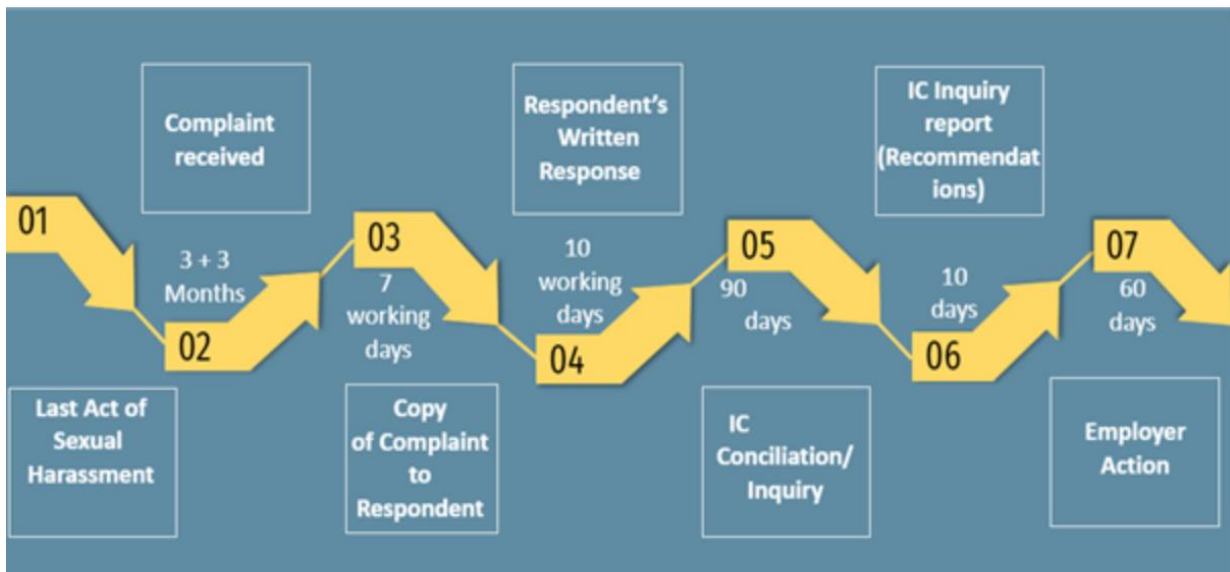 01
Last Act of
Sexual
Harassment
Complaint
received
3 + 3
Months
02
03
7
working
days
Copy
of Complaint
to
Respondent
Respondent's
Written
Response
10
working
days
04
05
90
days
IC
Conciliation/
Inquiry
IC Inquiry
report
(Recommendat
ions)
10
days
06
07
60
days
Employer
Action